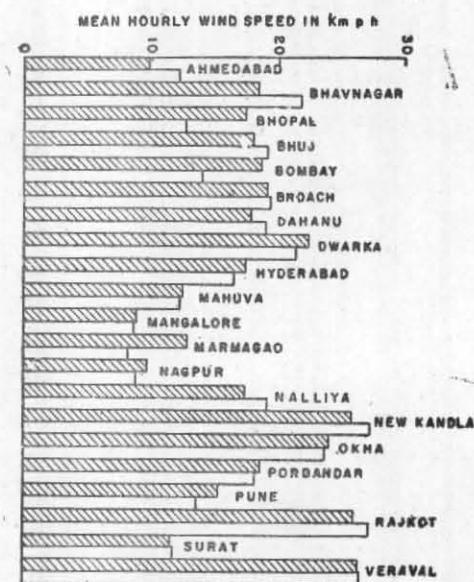 MEAN HOURLY WIND SPEED IN kmph
0 10 20 30
AHMEDABAD
BHAVNAGAR
BHOPAL
BHUJ
BOMBAY
BROACH
DAHANU
DWARKA
HYDERABAD
MAHUVA
MANGALORE
MARMAGAO
NAGPUR
NALLIYA
NEW KANDLA
OKHA
PORDANDAR
PUNE
RAJKOT
SURAT
VERAVAL